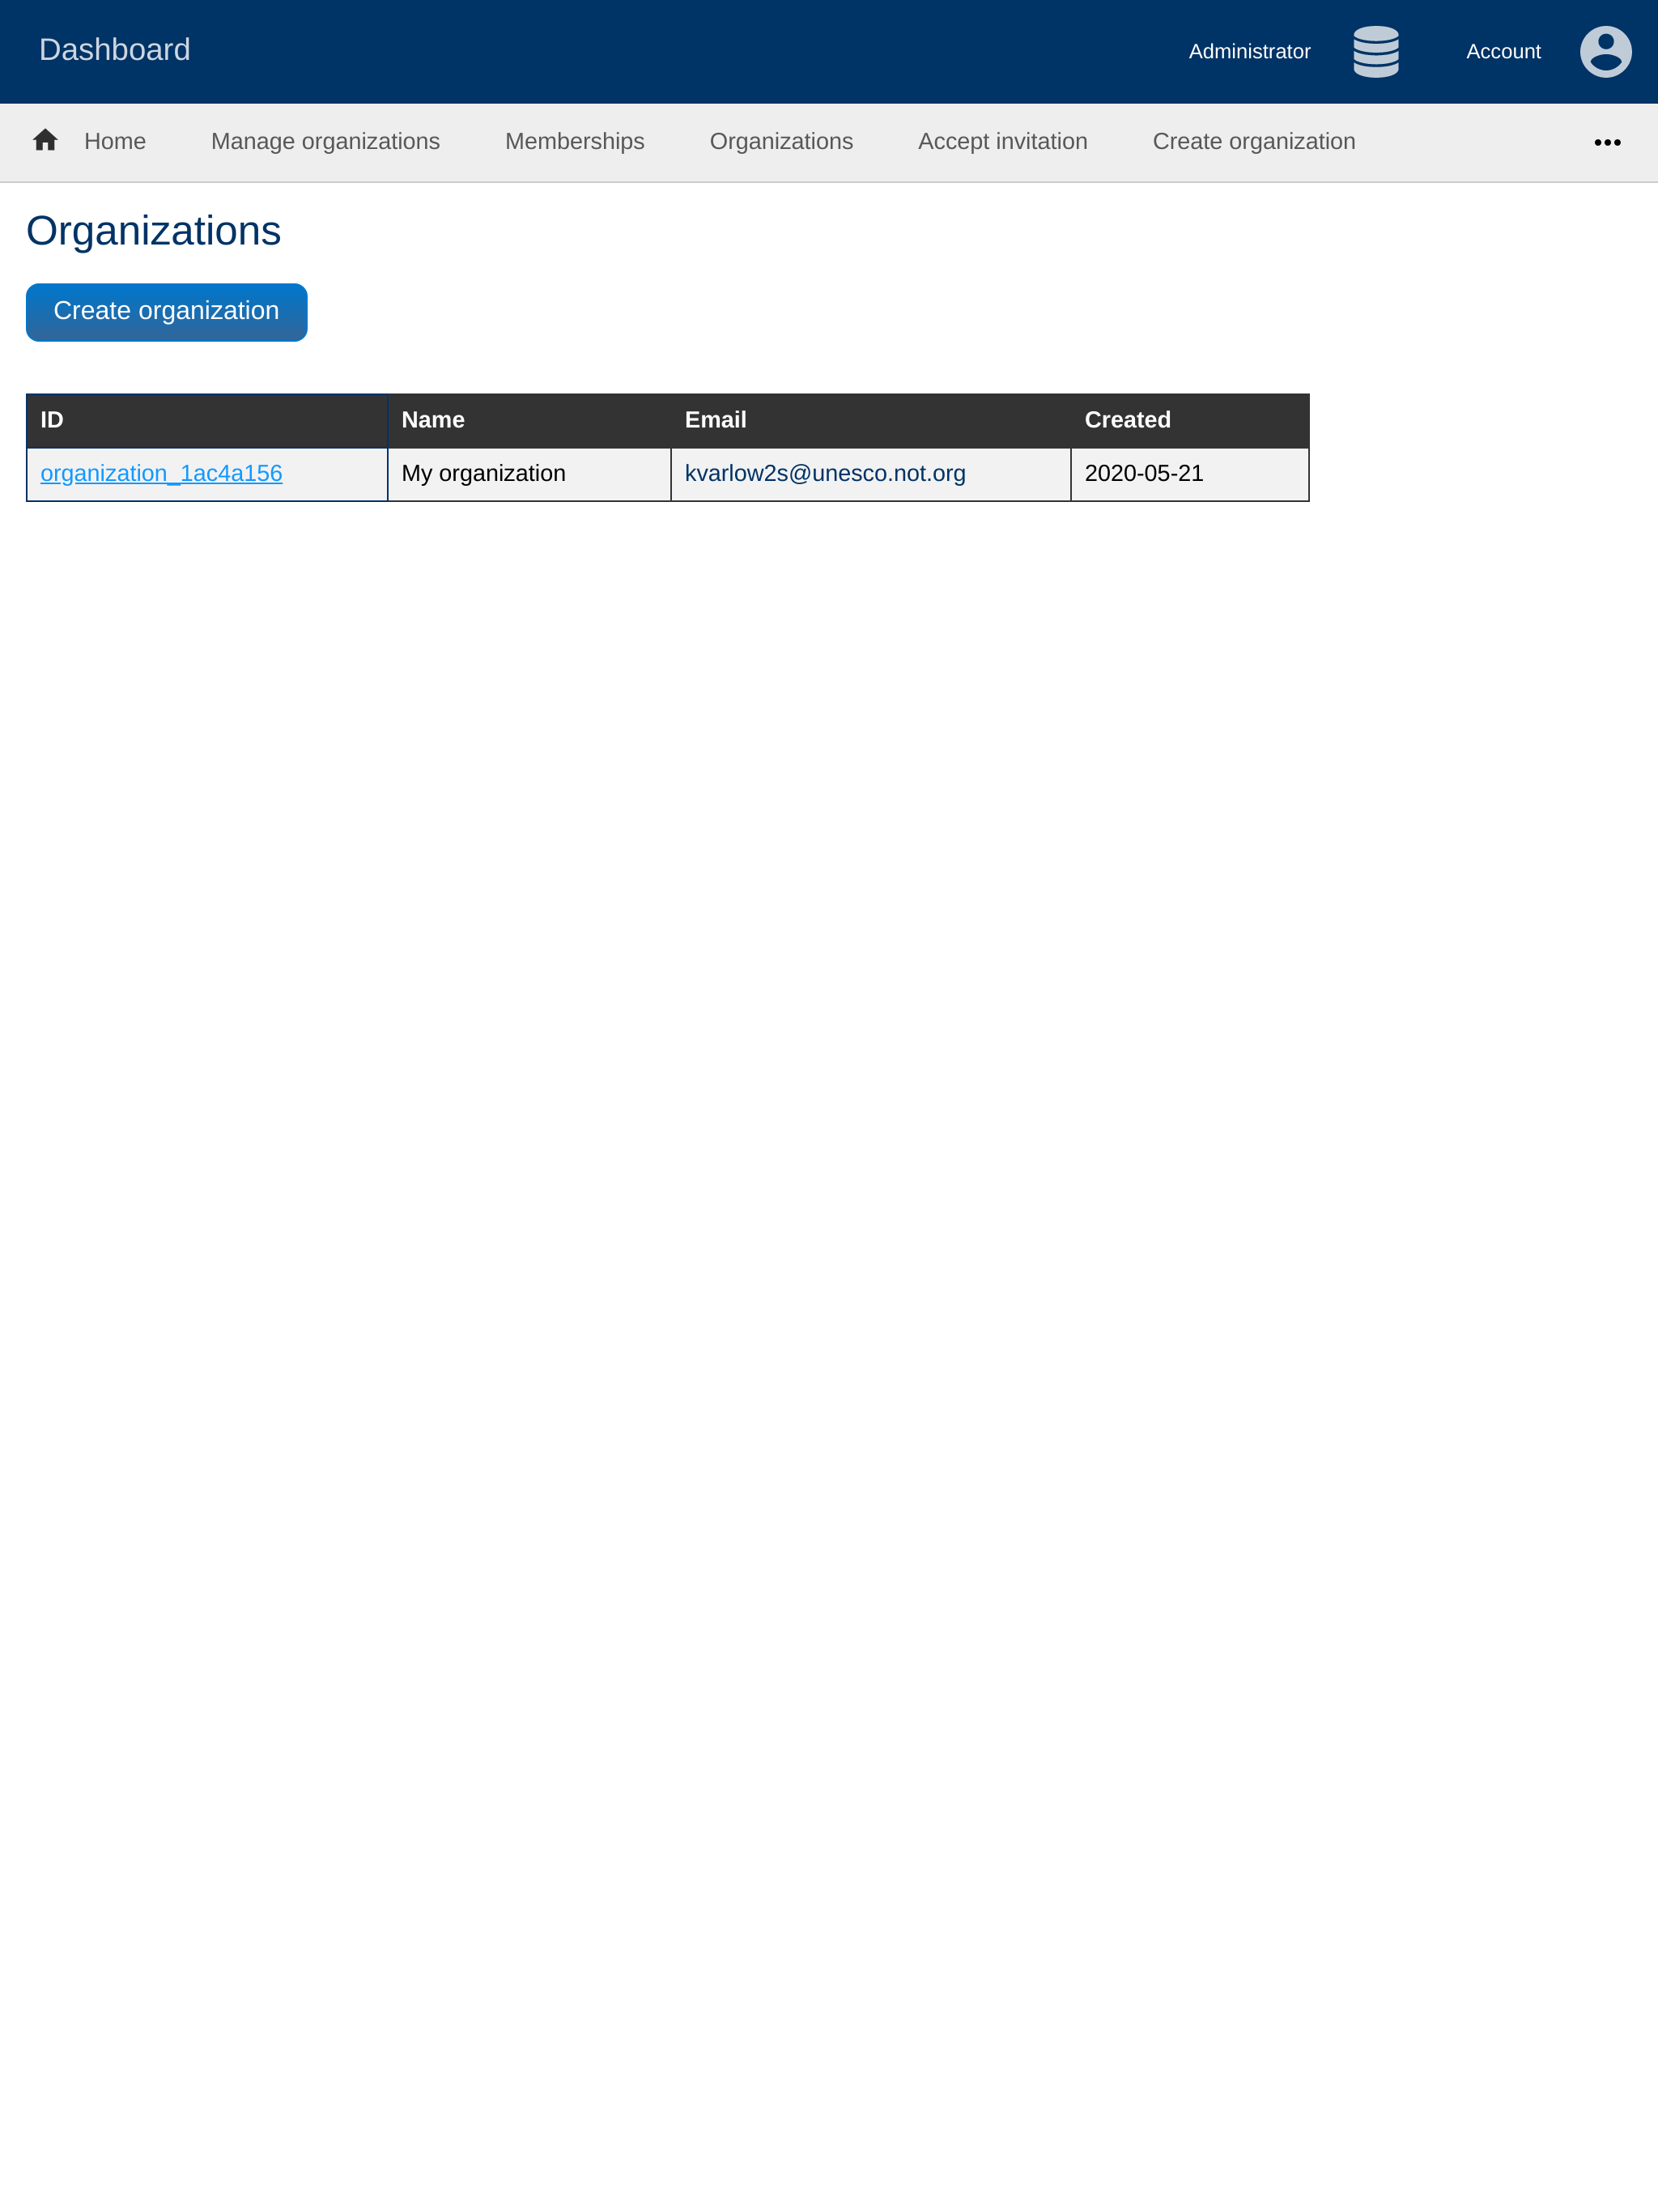 Dashboard Administrator Account
Home Manage organizations Memberships Organizations Accept invitation Create organization •••
Organizations
Create organization
ID Name Email Created
organization_1ac4a156 My organization kvarlow2s@unesco.not.org 2020-05-21